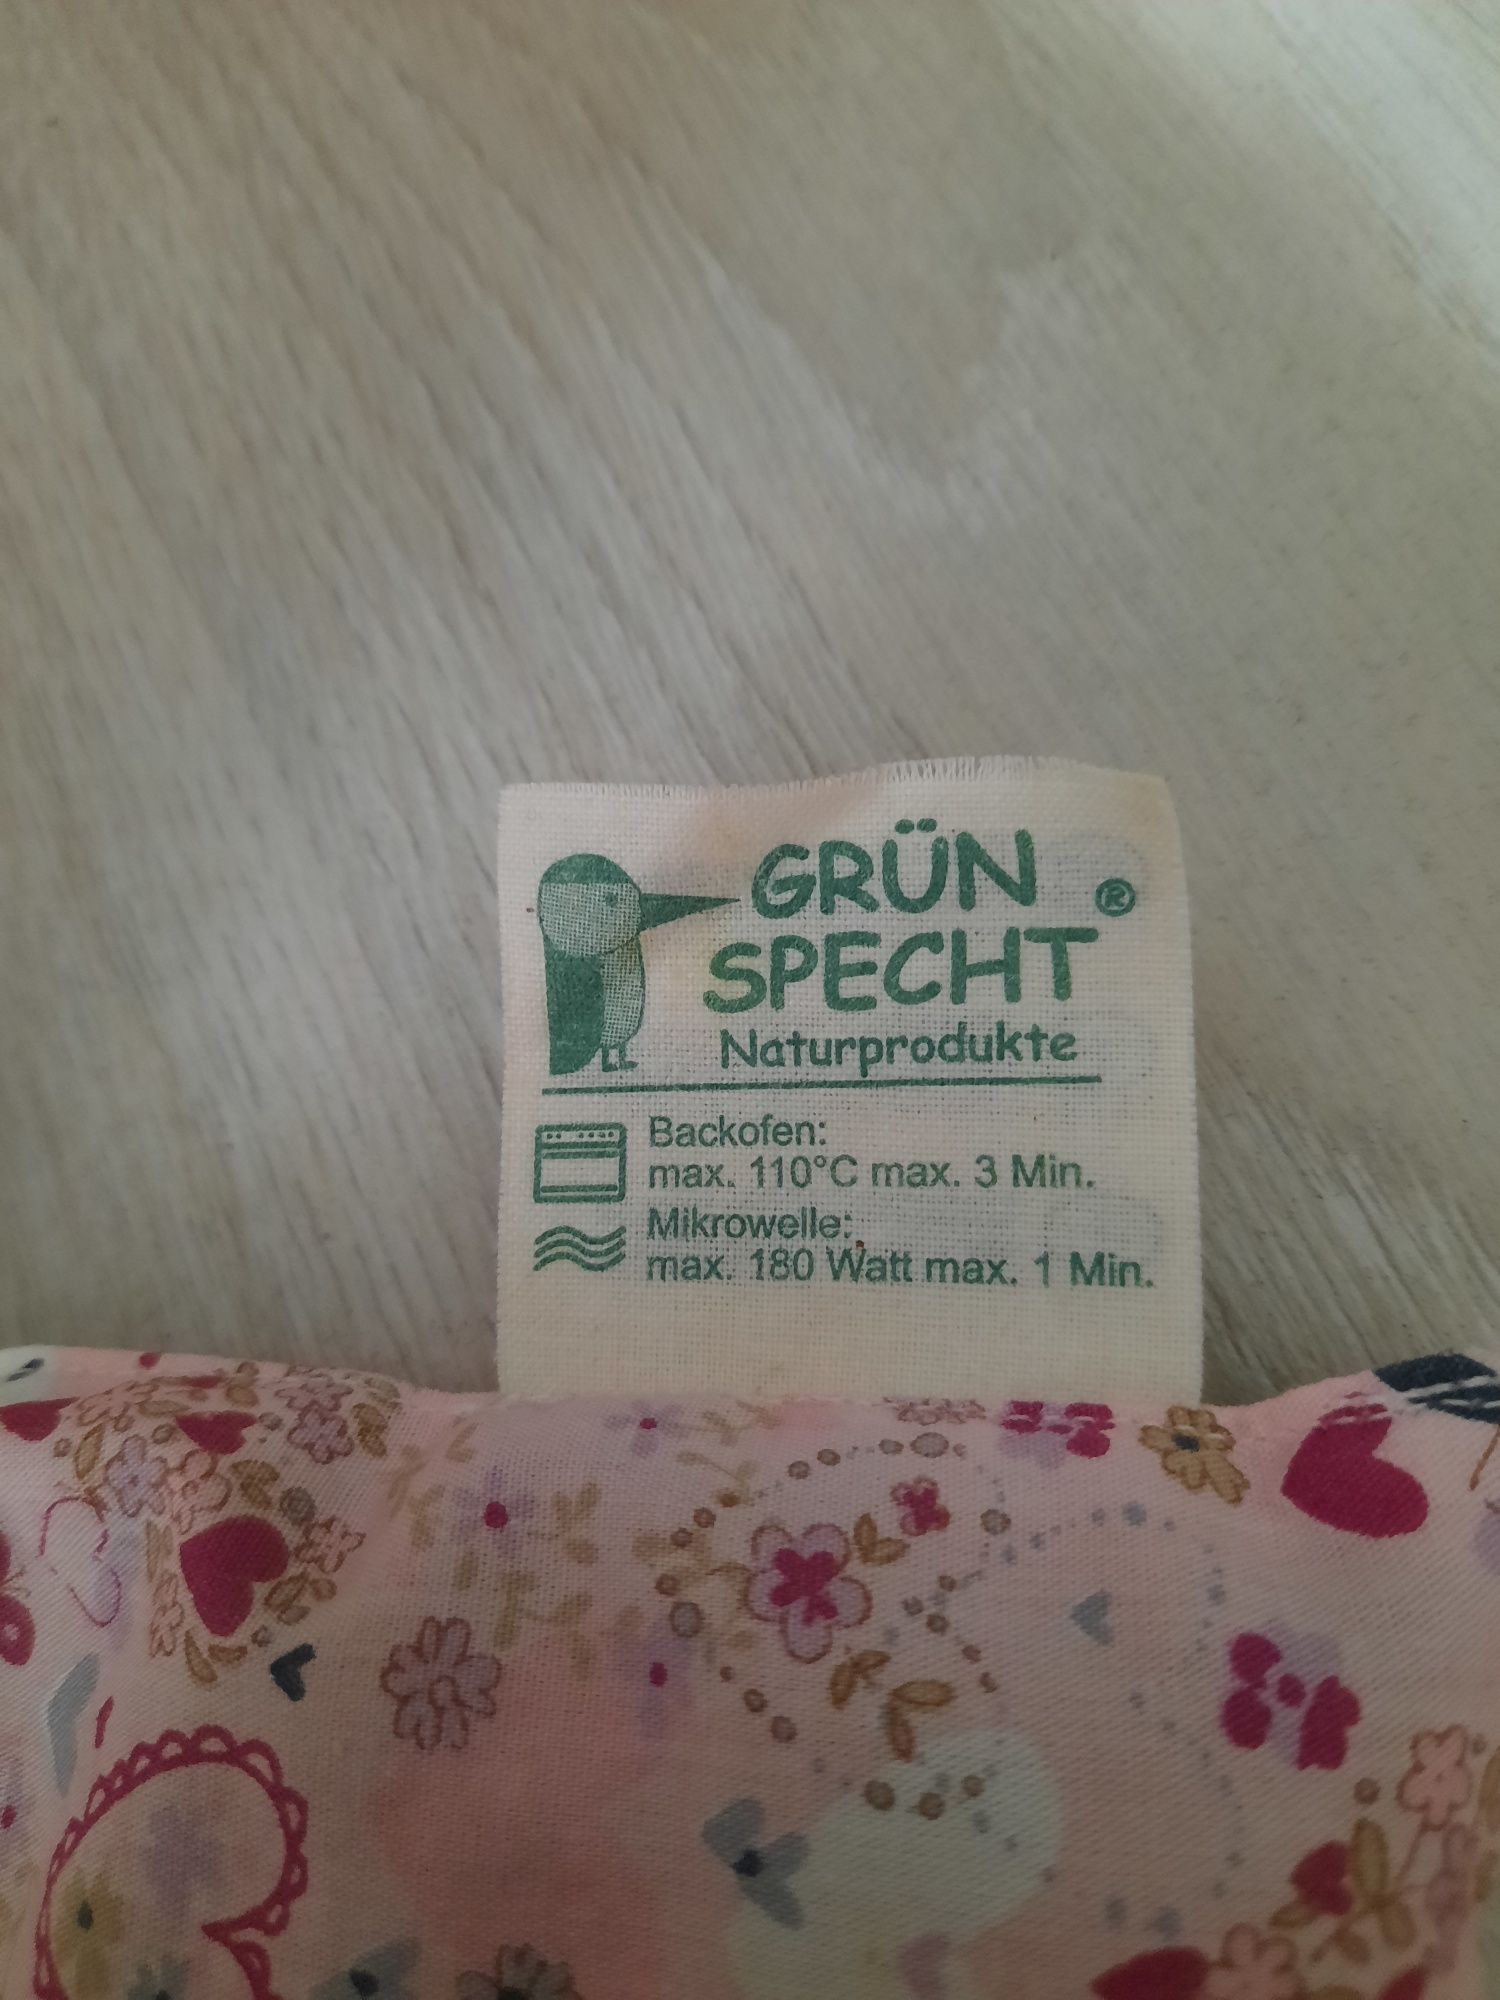 GRÜN
SPECHT ®
Naturprodukte
Backofen:
max. 110°C max. 3 Min.
Mikrowelle:
max. 180 Watt max. 1 Min.